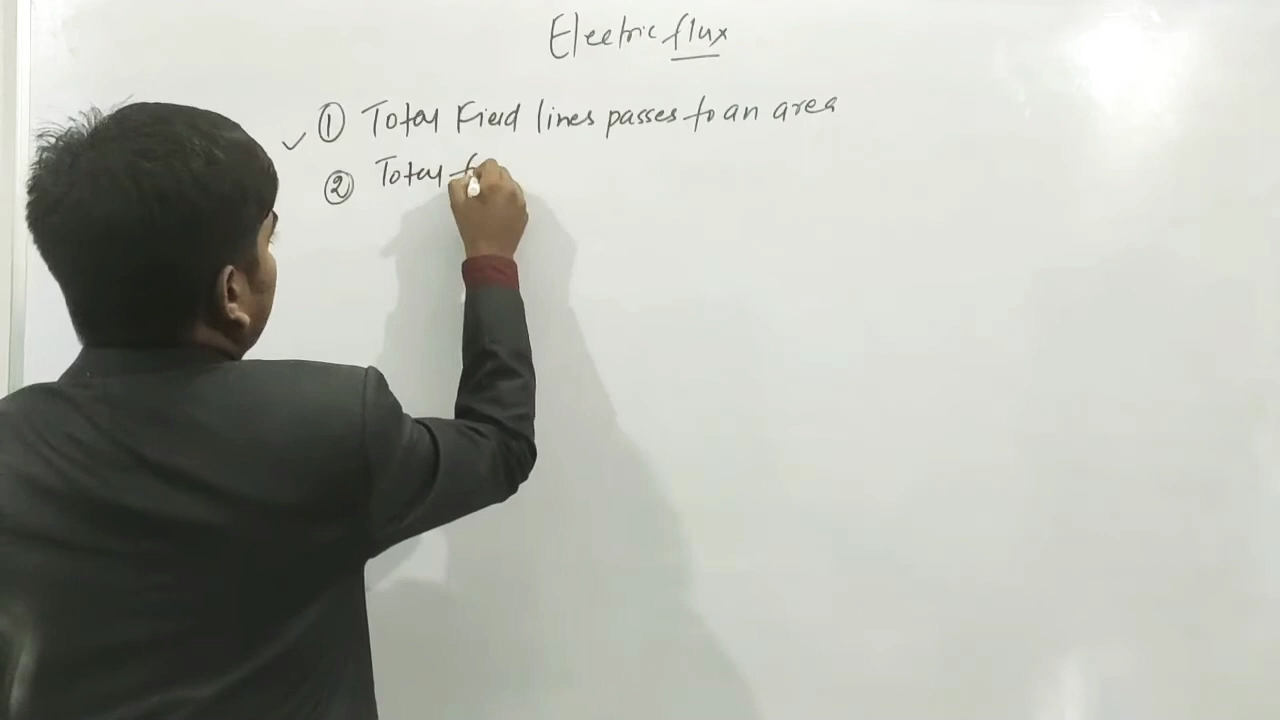 Electric flux
① Total Field lines passes to an area
② Total f